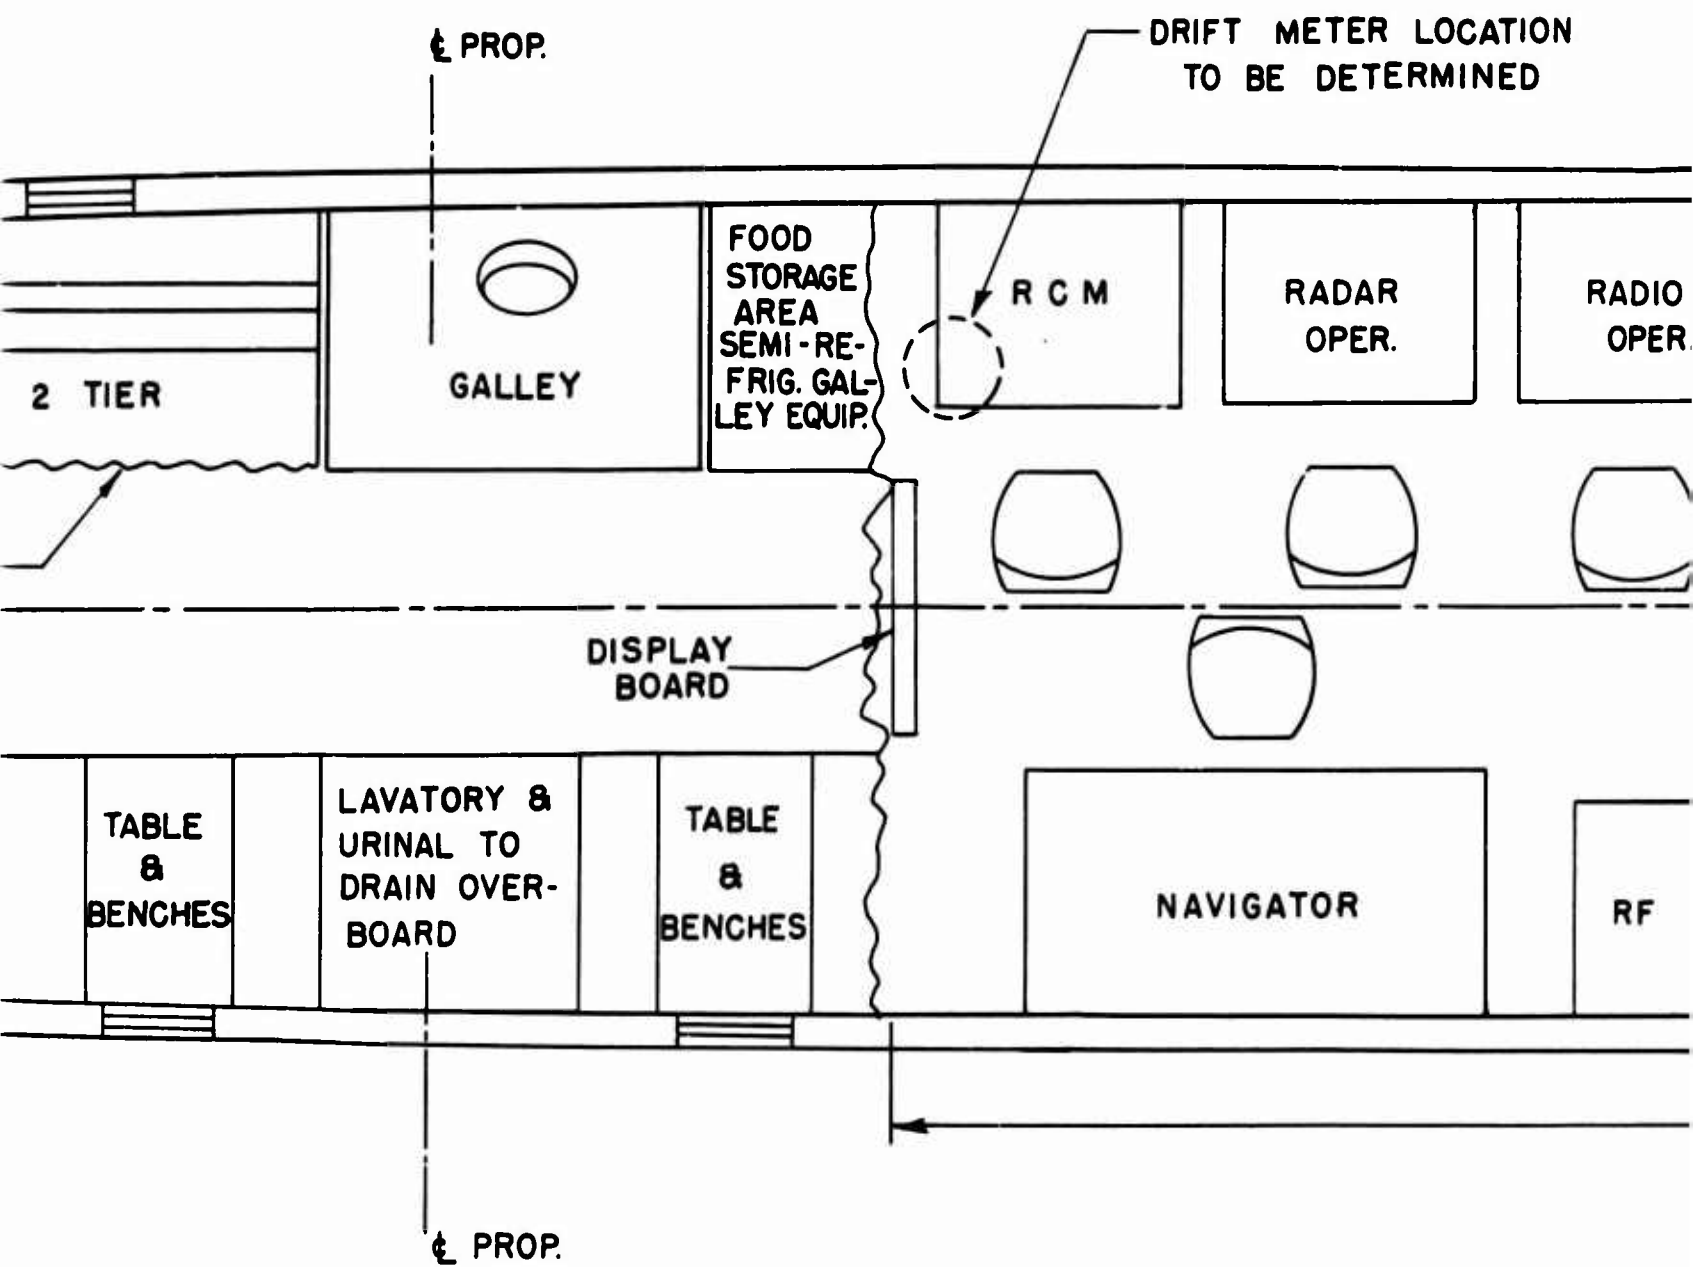 ℄ PROP.
DRIFT METER LOCATION
TO BE DETERMINED
2 TIER
GALLEY
FOOD
STORAGE
AREA
SEMI-RE-
FRIG. GAL-
LEY EQUIP.
R C M
RADAR
OPER.
RADIO
OPER.
DISPLAY
BOARD
TABLE
&
BENCHES
LAVATORY &
URINAL TO
DRAIN OVER-
BOARD
TABLE
&
BENCHES
NAVIGATOR
RF
℄ PROP.